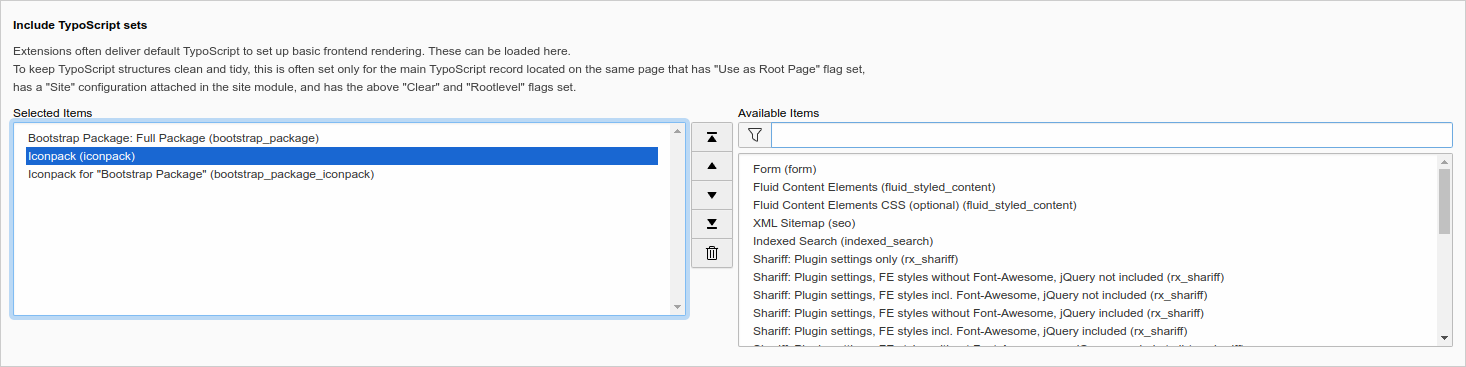 Include TypoScript sets
Extensions often deliver default TypoScript to set up basic frontend rendering. These can be loaded here.
To keep TypoScript structures clean and tidy, this is often set only for the main TypoScript record located on the same page that has "Use as Root Page" flag set,
has a "Site" configuration attached in the site module, and has the above "Clear" and "Rootlevel" flags set.
Selected Items
Bootstrap Package: Full Package (bootstrap_package)
Iconpack (iconpack)
Iconpack for "Bootstrap Package" (bootstrap_package_iconpack)
Available Items
Form (form)
Fluid Content Elements (fluid_styled_content)
Fluid Content Elements CSS (optional) (fluid_styled_content)
XML Sitemap (seo)
Indexed Search (indexed_search)
Shariff: Plugin settings only (rx_shariff)
Shariff: Plugin settings, FE styles without Font-Awesome, jQuery not included (rx_shariff)
Shariff: Plugin settings, FE styles incl. Font-Awesome, jQuery not included (rx_shariff)
Shariff: Plugin settings, FE styles without Font-Awesome, jQuery included (rx_shariff)
Shariff: Plugin settings, FE styles incl. Font-Awesome, jQuery included (rx_shariff)